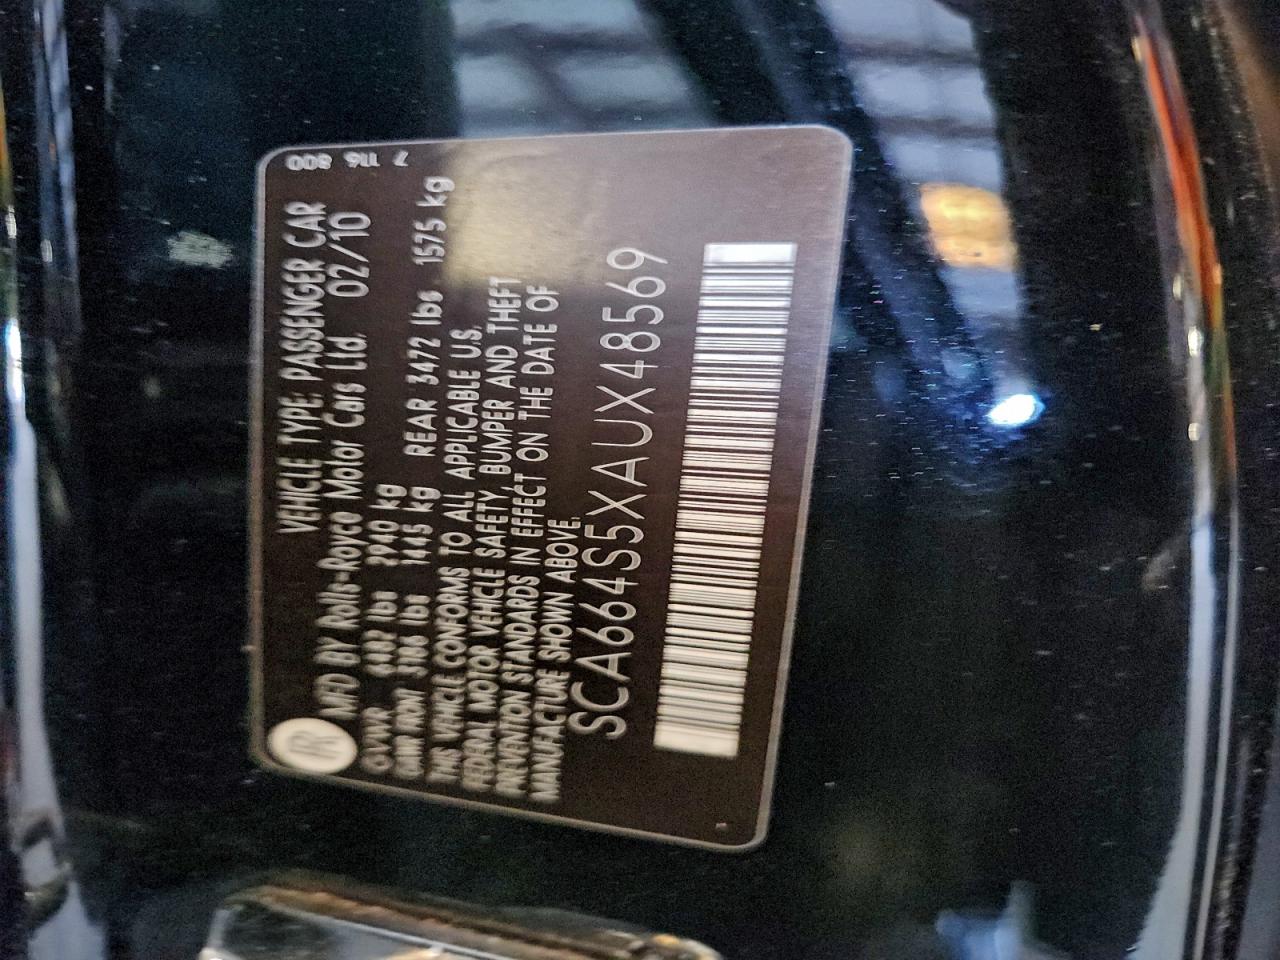 7 116 800
VEHICLE TYPE: PASSENGER CAR
MFD BY Rolls-Royce Motor Cars Ltd. 02/10
GVWR 6482 lbs 2940 kg
GAWR FRONT 3186 lbs 1445 kg REAR 3472 lbs 1575 kg
THIS VEHICLE CONFORMS TO ALL APPLICABLE U.S.
FEDERAL MOTOR VEHICLE SAFETY, BUMPER AND THEFT
PREVENTION STANDARDS IN EFFECT ON THE DATE OF
MANUFACTURE SHOWN ABOVE.
SCA664S5XAUX48569